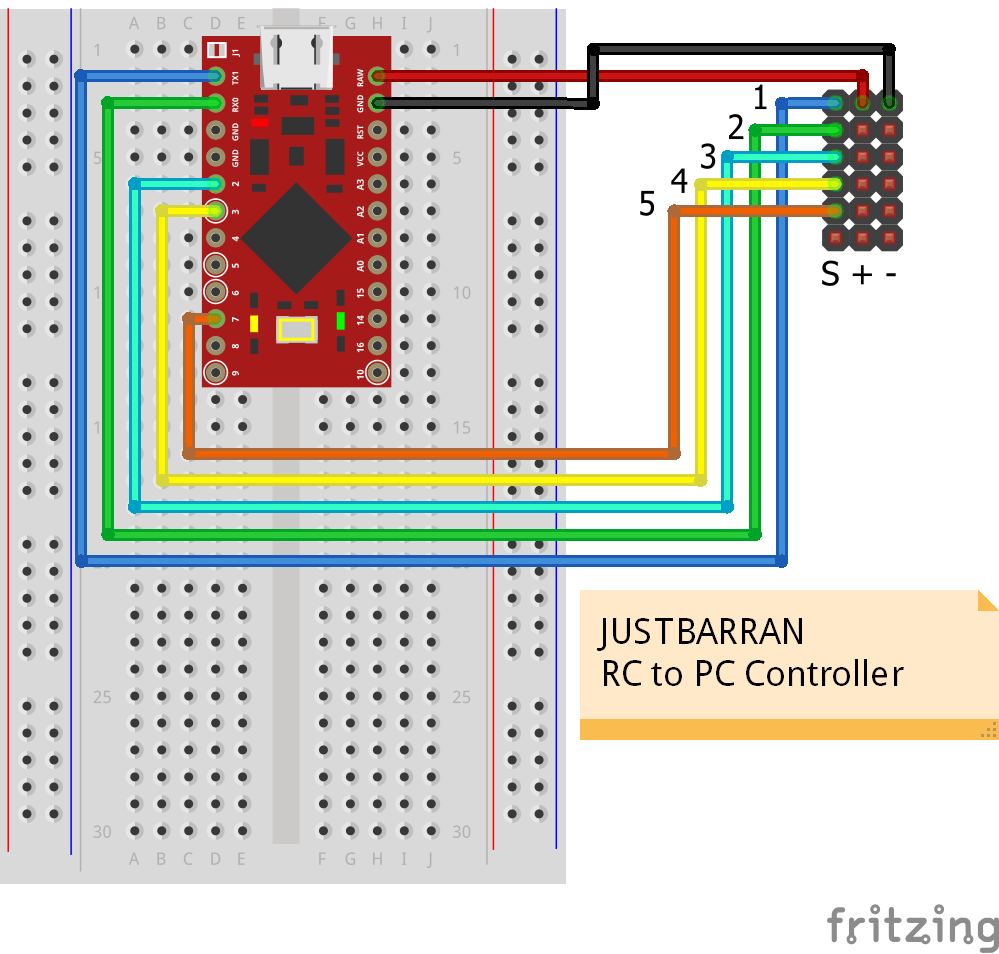 A B C D E F G H I J
1 J1 1
TX1 RAW
RX0 GND 1
GND RST 2
5 GND VCC 5 3
2 A3 4
3 A2 5
4 A1
5 A0
S + -
6 15 10
7 14
8 16
9 10
15
JUSTBARRAN
RC to PC Controller
25 25
30 30
A B C D E F G H I J
fritzing